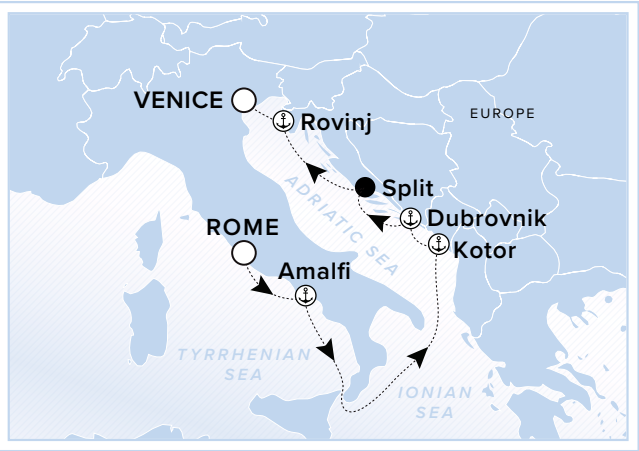 VENICE
Rovinj
EUROPE
Split
ADRIATIC SEA
Dubrovnik
ROME
Kotor
Amalfi
TYRRHENIAN
SEA
IONIAN
SEA